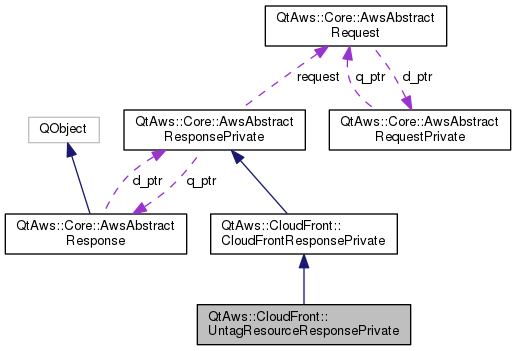 QtAws::Core::AwsAbstract
Request
request
q_ptr
d_ptr
QObject
QtAws::Core::AwsAbstract
ResponsePrivate
QtAws::Core::AwsAbstract
RequestPrivate
d_ptr
q_ptr
QtAws::Core::AwsAbstract
Response
QtAws::CloudFront::
CloudFrontResponsePrivate
QtAws::CloudFront::
UntagResourceResponsePrivate